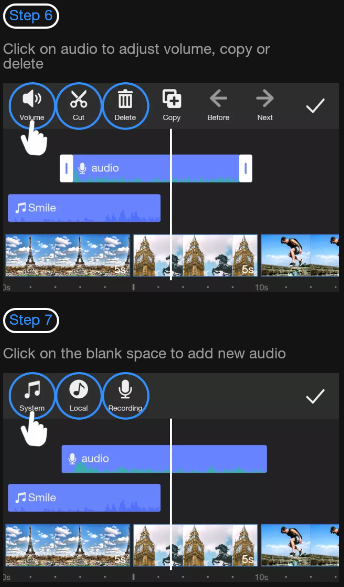 Step 6
Click on audio to adjust volume, copy or
delete
Volume Cut Delete Copy Before Next
audio
Smile
5s 5s
0s 10s
Step 7
Click on the blank space to add new audio
System Local Recording
audio
Smile
5s 5s
0s 10s